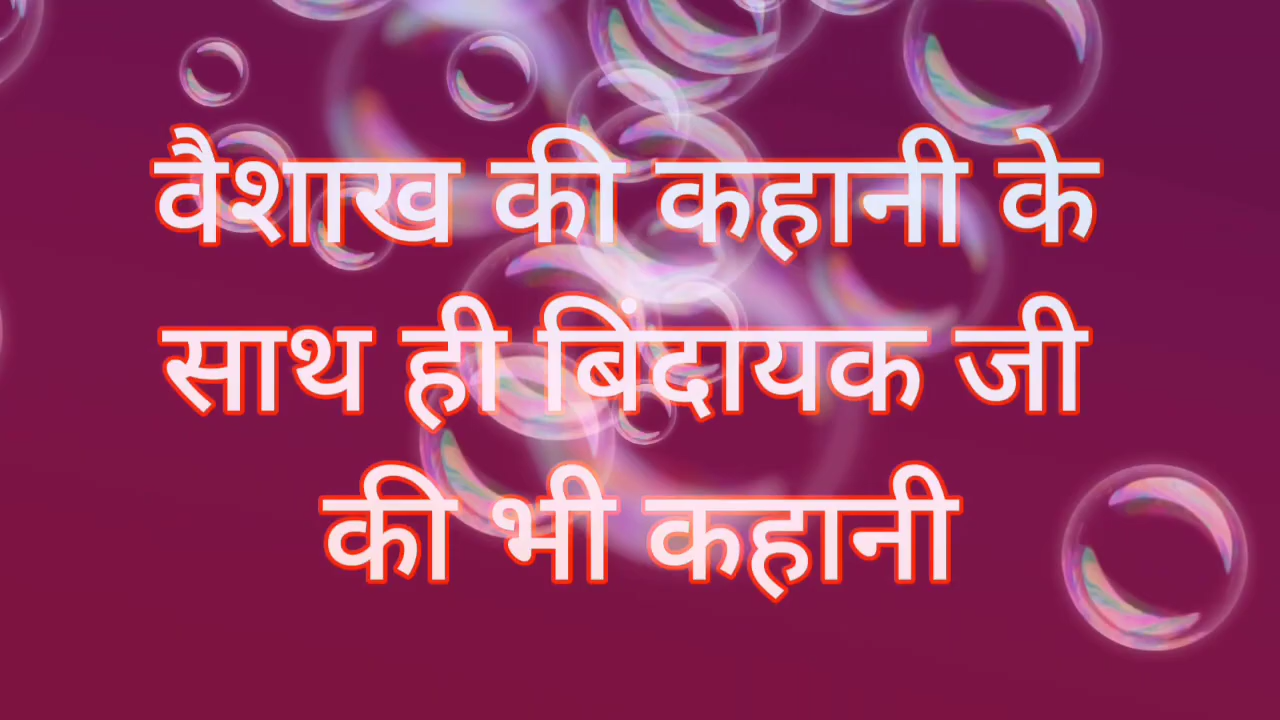 वैशाख की कहानी के
साथ ही बिंदायक जी
की भी कहानी